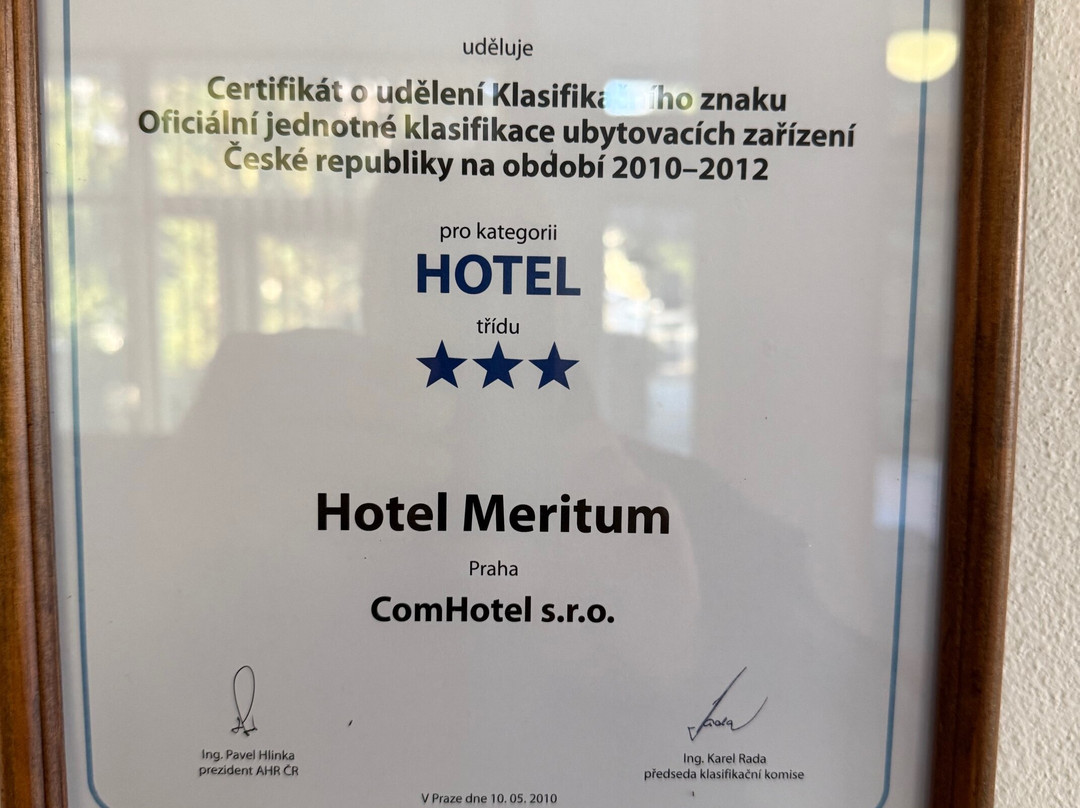 uděluje
Certifikát o udělení Klasifikačního znaku
Oficiální jednotné klasifikace ubytovacích zařízení
České republiky na období 2010–2012
pro kategorii
HOTEL
třídu
Hotel Meritum
Praha
ComHotel s.r.o.
Ing. Pavel Hlinka
prezident AHR ČR
Ing. Karel Rada
předseda klasifikační komise
V Praze dne 10. 05. 2010